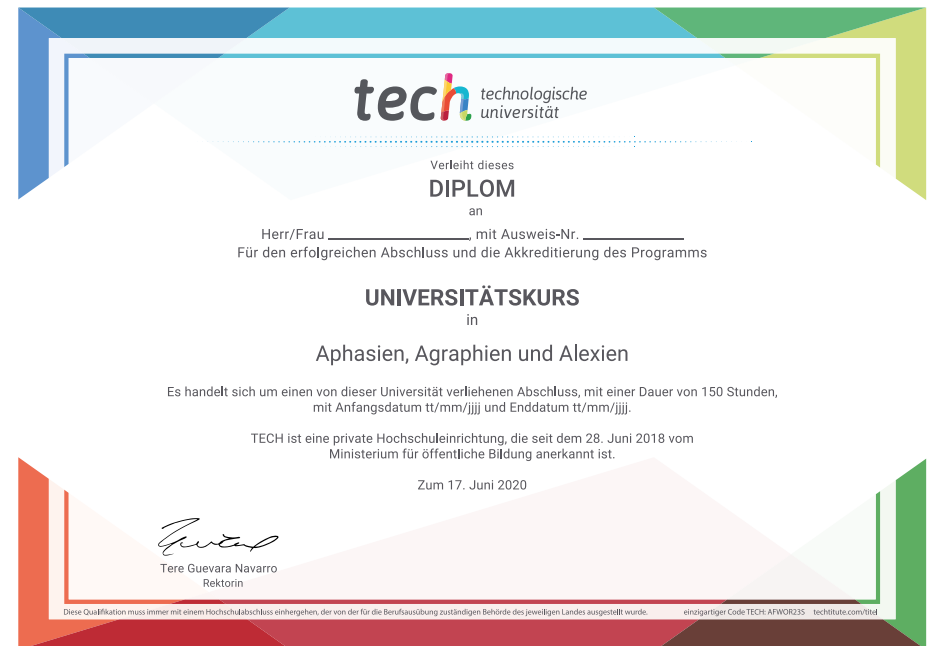 tech technologische
universität
Verleiht dieses
DIPLOM
an
Herr/Frau ____________, mit Ausweis-Nr. ____________
Für den erfolgreichen Abschluss und die Akkreditierung des Programms
UNIVERSITÄTSKURS
in
Aphasien, Agraphien und Alexien
Es handelt sich um einen von dieser Universität verliehenen Abschluss, mit einer Dauer von 150 Stunden,
mit Anfangsdatum tt/mm/jjjj und Enddatum tt/mm/jjjj.
TECH ist eine private Hochschuleinrichtung, die seit dem 28. Juni 2018 vom
Ministerium für öffentliche Bildung anerkannt ist.
Zum 17. Juni 2020
Tere Guevara Navarro
Rektorin
Diese Qualifikation muss immer mit einem Hochschulabschluss einhergehen, der von der für die Berufsausübung zuständigen Behörde des jeweiligen Landes ausgestellt wurde. einzigartiger Code TECH: AFWOR23S techtitute.com/titel